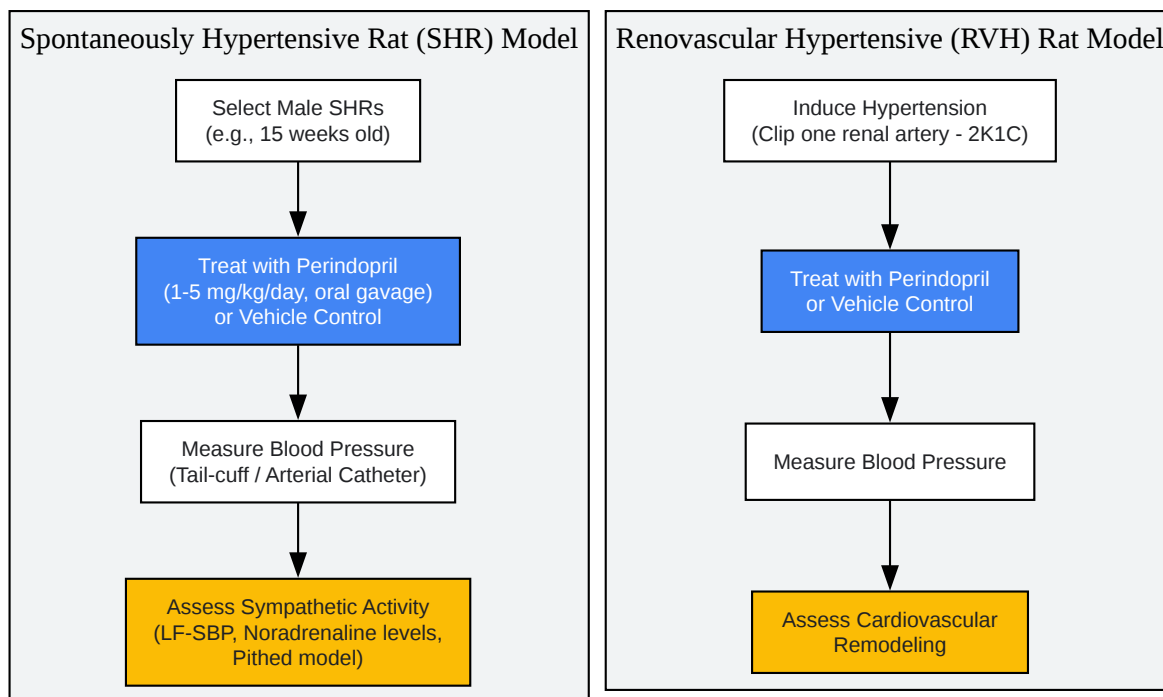 Spontaneously Hypertensive Rat (SHR) Model
Select Male SHRs
(e.g., 15 weeks old)
Treat with Perindopril
(1-5 mg/kg/day, oral gavage)
or Vehicle Control
Measure Blood Pressure
(Tail-cuff / Arterial Catheter)
Assess Sympathetic Activity
(LF-SBP, Noradrenaline levels,
Pithed model)
Renovascular Hypertensive (RVH) Rat Model
Induce Hypertension
(Clip one renal artery - 2K1C)
Treat with Perindopril
or Vehicle Control
Measure Blood Pressure
Assess Cardiovascular
Remodeling